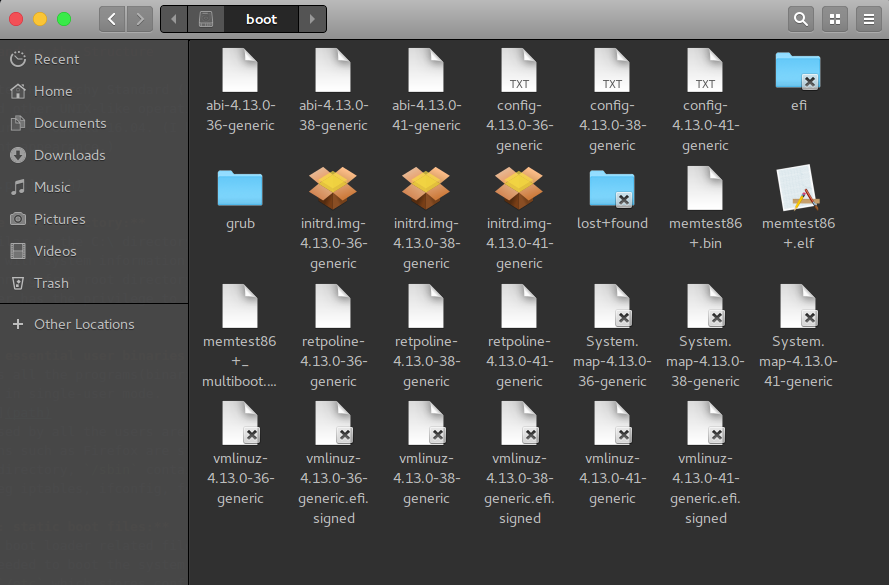 boot
Recent
Home
Documents
Downloads
Music
Pictures
Videos
Trash
Other Locations
abi-4.13.0-
36-generic
abi-4.13.0-
38-generic
abi-4.13.0-
41-generic
TXT
config-
4.13.0-36-
generic
TXT
config-
4.13.0-38-
generic
TXT
config-
4.13.0-41-
generic
efi
grub
initrd.img-
4.13.0-36-
generic
initrd.img-
4.13.0-38-
generic
initrd.img-
4.13.0-41-
generic
lost+found
memtest86
+.bin
memtest86
+.elf
memtest86
+_
multiboot.…
retpoline-
4.13.0-36-
generic
retpoline-
4.13.0-38-
generic
retpoline-
4.13.0-41-
generic
System.
map-4.13.0-
36-generic
System.
map-4.13.0-
38-generic
System.
map-4.13.0-
41-generic
vmlinuz-
4.13.0-36-
generic
vmlinuz-
4.13.0-36-
generic.efi.
signed
vmlinuz-
4.13.0-38-
generic
vmlinuz-
4.13.0-38-
generic.efi.
signed
vmlinuz-
4.13.0-41-
generic
vmlinuz-
4.13.0-41-
generic.efi.
signed